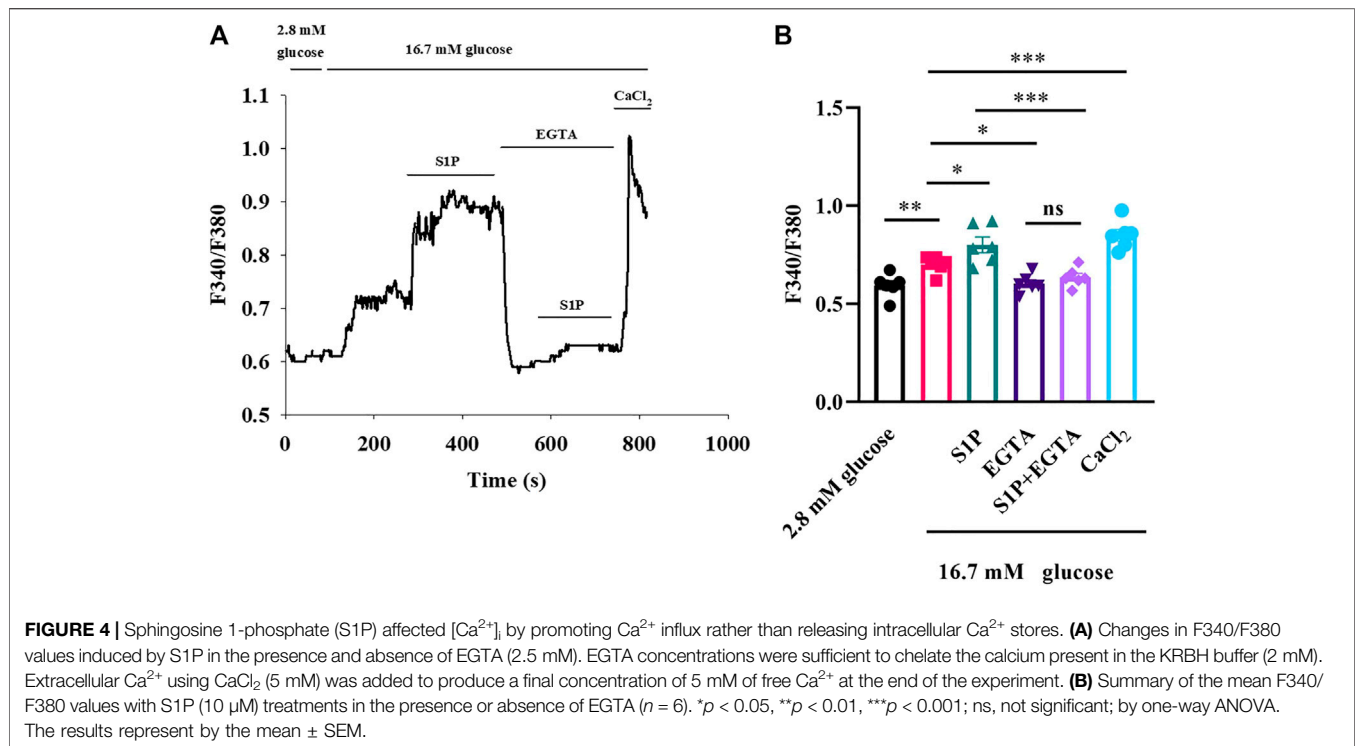 A
2.8 mM
glucose
16.7 mM glucose
CaCl₂
EGTA
S1P
S1P
F340/F380
1.1
1.0
0.9
0.8
0.7
0.6
0.5
0 200 400 600 800 1000
Time (s)
B
***
***
*
*
**
ns
F340/F380
1.5
1.0
0.5
0.0
2.8 mM glucose
S1P
EGTA
S1P+EGTA
CaCl₂
16.7 mM glucose
FIGURE 4 | Sphingosine 1-phosphate (S1P) affected [Ca²⁺]ᵢ by promoting Ca²⁺ influx rather than releasing intracellular Ca²⁺ stores. (A) Changes in F340/F380
values induced by S1P in the presence and absence of EGTA (2.5 mM). EGTA concentrations were sufficient to chelate the calcium present in the KRBH buffer (2 mM).
Extracellular Ca²⁺ using CaCl₂ (5 mM) was added to produce a final concentration of 5 mM of free Ca²⁺ at the end of the experiment. (B) Summary of the mean F340/
F380 values with S1P (10 μM) treatments in the presence or absence of EGTA (n = 6). *p < 0.05, **p < 0.01, ***p < 0.001; ns, not significant; by one-way ANOVA.
The results represent by the mean ± SEM.